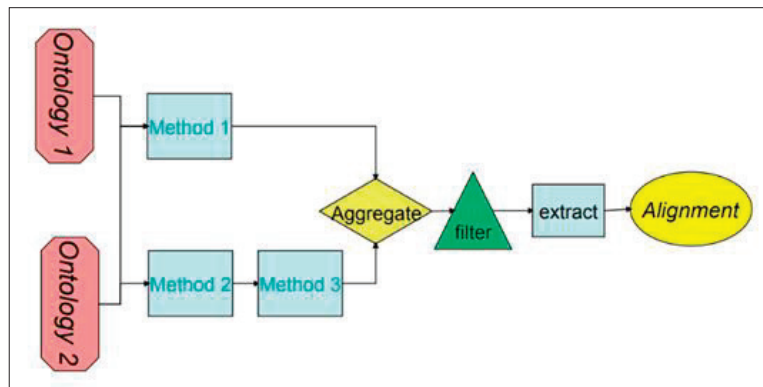 Ontology 1
Method 1
Aggregate
filter
extract
Alignment
Ontology 2
Method 2
Method 3